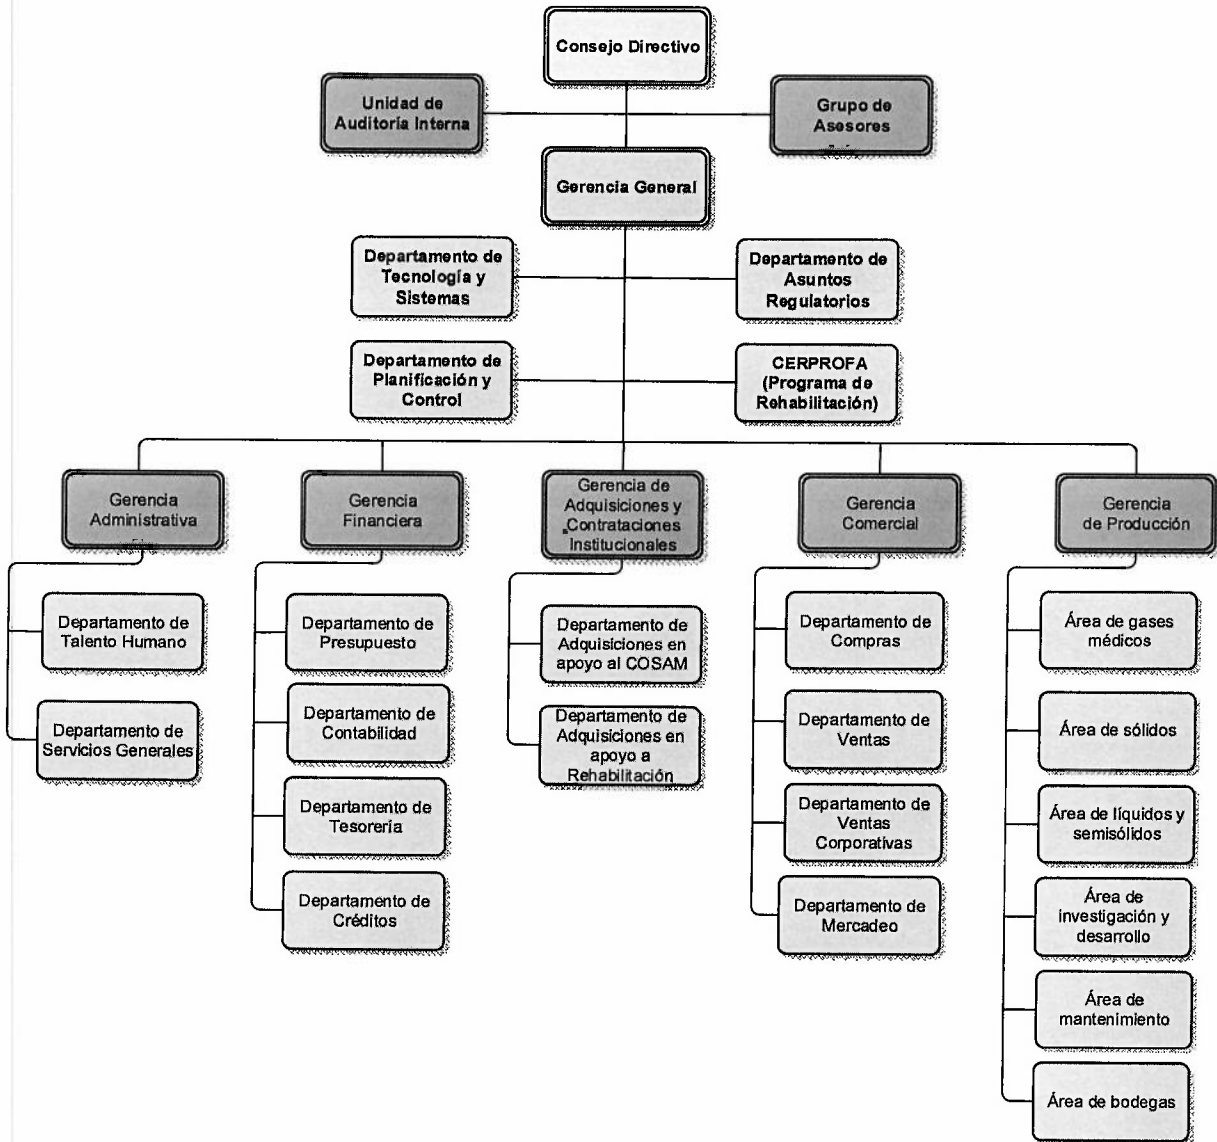 Consejo Directivo
Unidad de
Auditoría Interna
Grupo de
Asesores
Gerencia General
Departamento de
Tecnología y
Sistemas
Departamento de
Asuntos
Regulatorios
Departamento de
Planificación y
Control
CERPROFA
(Programa de
Rehabilitación)
Gerencia
Administrativa
Gerencia
Financiera
Gerencia de
Adquisiciones y
Contrataciones
Institucionales
Gerencia
Comercial
Gerencia
de Producción
Departamento de
Talento Humano
Departamento de
Servicios Generales
Departamento de
Presupuesto
Departamento de
Contabilidad
Departamento de
Tesorería
Departamento de
Créditos
Departamento de
Adquisiciones en
apoyo al COSAM
Departamento de
Adquisiciones en
apoyo a
Rehabilitación
Departamento de
Compras
Departamento de
Ventas
Departamento de
Ventas
Corporativas
Departamento de
Mercadeo
Área de gases
médicos
Área de sólidos
Área de líquidos y
semisólidos
Área de
investigación y
desarrollo
Área de
mantenimiento
Área de bodegas